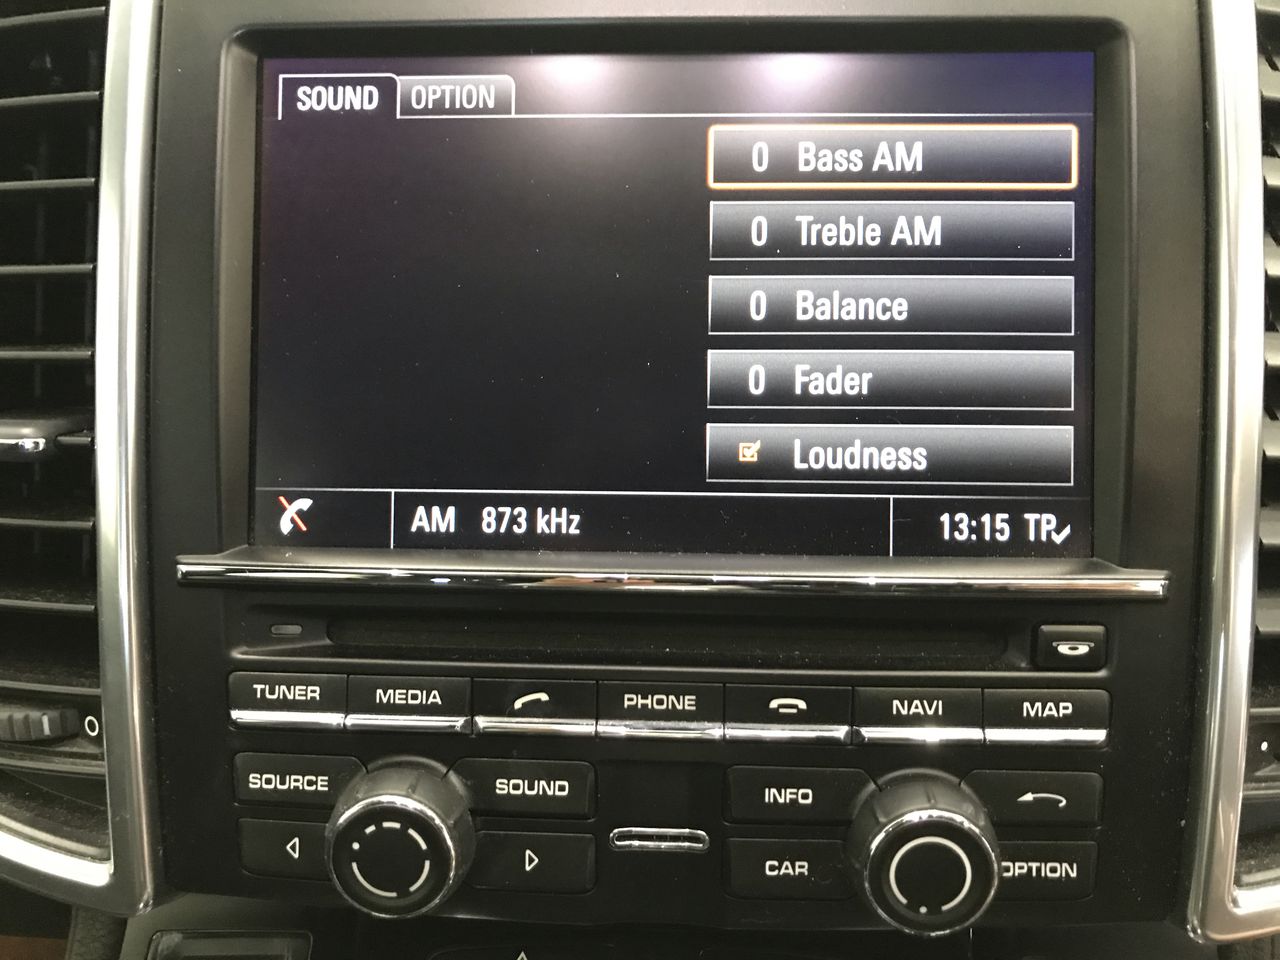 SOUND OPTION
0 Bass AM
0 Treble AM
0 Balance
0 Fader
Loudness
AM 873 kHz 13:15 TP
TUNER MEDIA PHONE NAVI MAP
SOURCE SOUND INFO
CAR OPTION